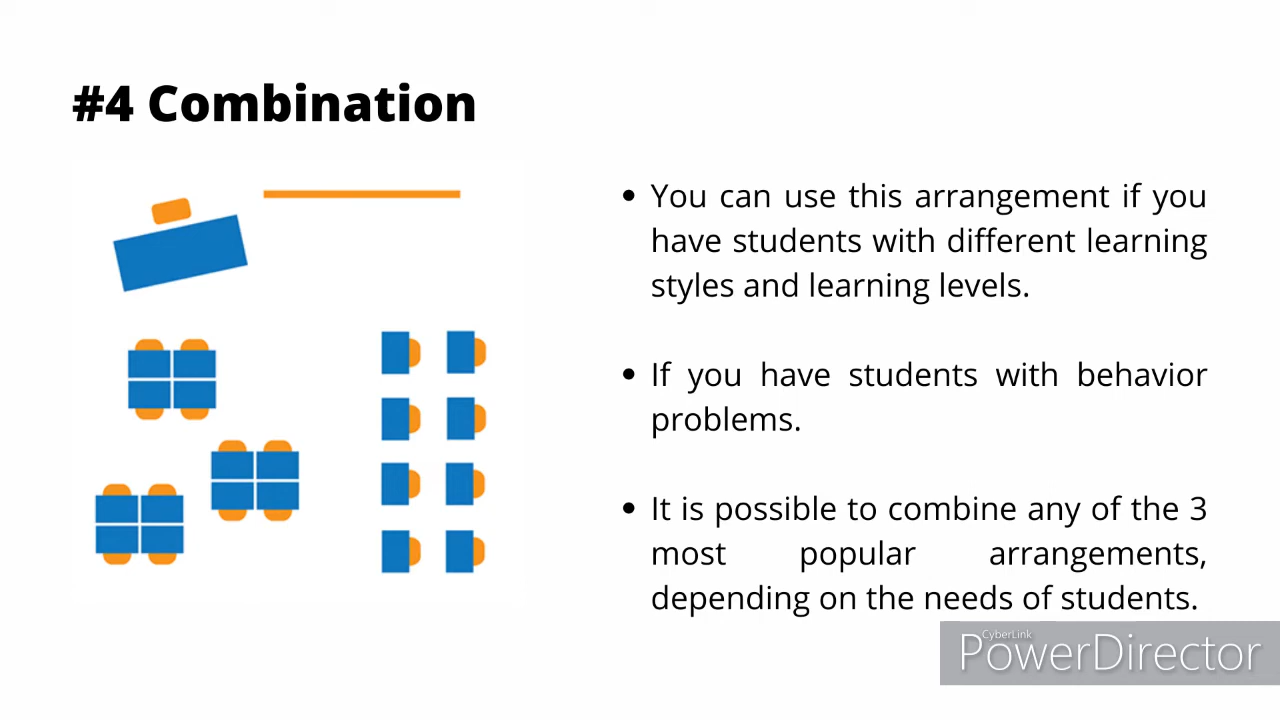 #4 Combination
• You can use this arrangement if you
have students with different learning
styles and learning levels.
• If you have students with behavior
problems.
• It is possible to combine any of the 3
most popular arrangements,
depending on the needs of students.
CyberLink
PowerDirector